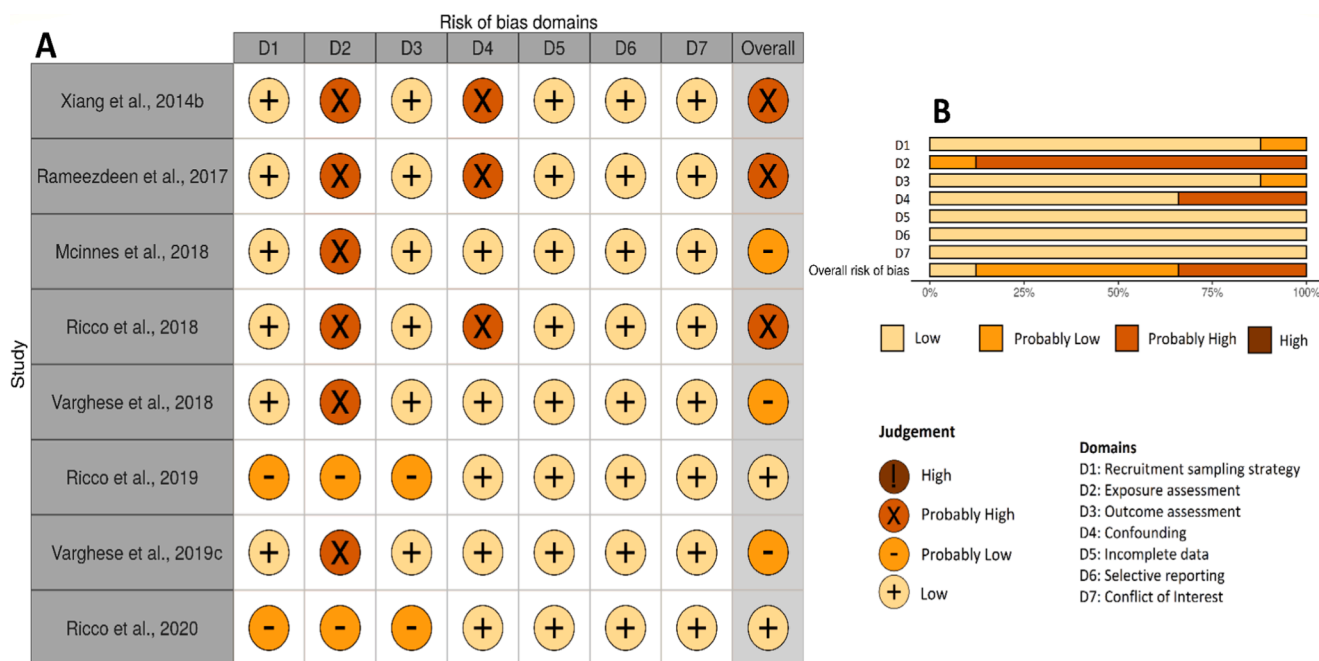 Risk of bias domains
A
D1 D2 D3 D4 D5 D6 D7 Overall
Study
Xiang et al., 2014b + X + X + + + X
Rameezdeen et al., 2017 + X + X + + + X
Mcinnes et al., 2018 + X + + + + + -
Ricco et al., 2018 + X + X + + + X
Varghese et al., 2018 + X + + + + + -
Ricco et al., 2019 - - - + + + + +
Varghese et al., 2019c + X + + + + + -
Ricco et al., 2020 - - - + + + + +
B
D1
D2
D3
D4
D5
D6
D7
Overall risk of bias
0% 25% 50% 75% 100%
Low Probably Low Probably High High
Judgement
! High
X Probably High
- Probably Low
+ Low
Domains
D1: Recruitment sampling strategy
D2: Exposure assessment
D3: Outcome assessment
D4: Confounding
D5: Incomplete data
D6: Selective reporting
D7: Conflict of Interest